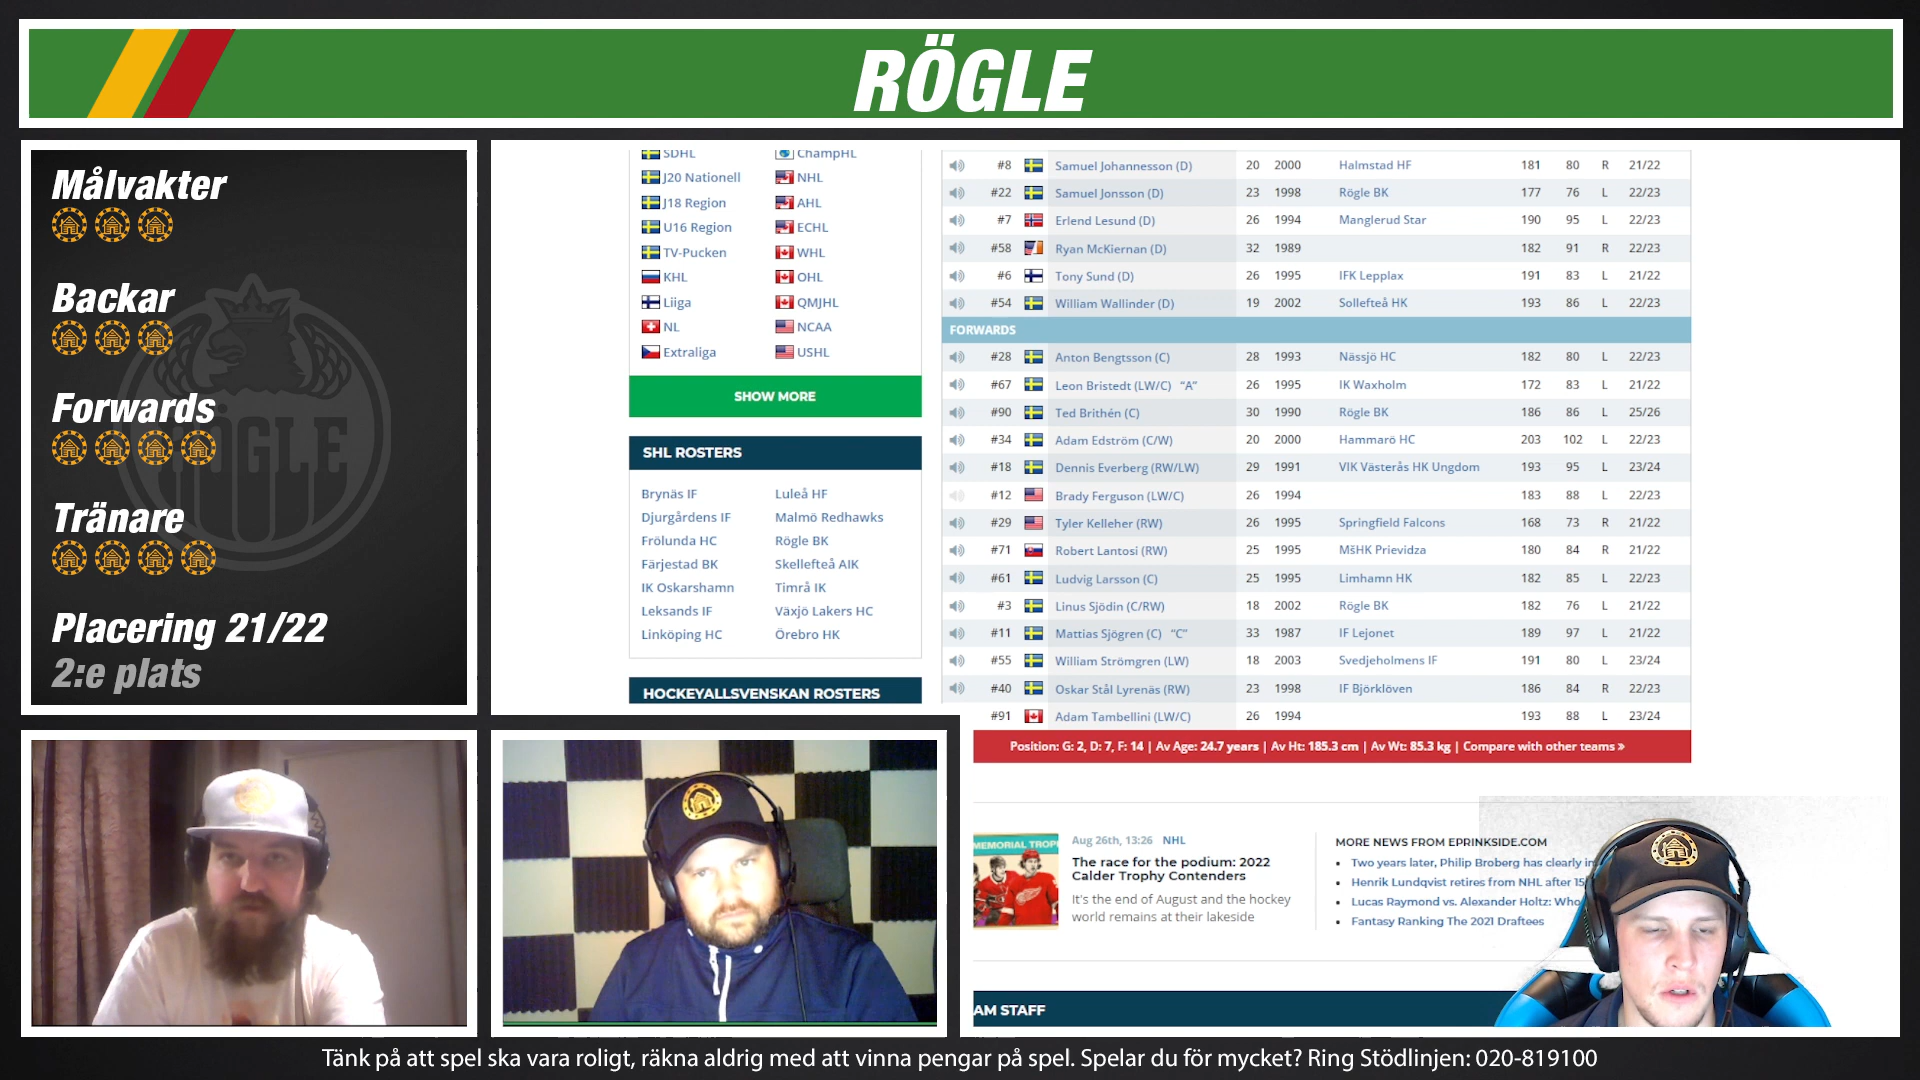 RÖGLE
Målvakter
Backar
Forwards
Tränare
Placering 21/22
2:e plats
RÖGLE
SDHL ChampHL
J20 Nationell NHL
J18 Region AHL
U16 Region ECHL
TV-Pucken WHL
KHL OHL
Liiga QMJHL
NL NCAA
Extraliga USHL
SHOW MORE
SHL ROSTERS
Brynäs IF Luleå HF
Djurgårdens IF Malmö Redhawks
Frölunda HC Rögle BK
Färjestad BK Skellefteå AIK
IK Oskarshamn Timrå IK
Leksands IF Växjö Lakers HC
Linköping HC Örebro HK
HOCKEYALLSVENSKAN ROSTERS
#8 Samuel Johannesson (D) 20 2000 Halmstad HF 181 80 R 21/22
#22 Samuel Jonsson (D) 23 1998 Rögle BK 177 76 L 22/23
#7 Erlend Lesund (D) 26 1994 Manglerud Star 190 95 L 22/23
#58 Ryan McKiernan (D) 32 1989 182 91 R 22/23
#6 Tony Sund (D) 26 1995 IFK Lepplax 191 83 L 21/22
#54 William Wallinder (D) 19 2002 Sollefteå HK 193 86 L 22/23
FORWARDS
#28 Anton Bengtsson (C) 28 1993 Nässjö HC 182 80 L 22/23
#67 Leon Bristedt (LW/C) “A” 26 1995 IK Waxholm 172 83 L 21/22
#90 Ted Brithén (C) 30 1990 Rögle BK 186 86 L 25/26
#34 Adam Edström (C/W) 20 2000 Hammarö HC 203 102 L 22/23
#18 Dennis Everberg (RW/LW) 29 1991 VIK Västerås HK Ungdom 193 95 L 23/24
#12 Brady Ferguson (LW/C) 26 1994 183 88 L 22/23
#29 Tyler Kelleher (RW) 26 1995 Springfield Falcons 168 73 R 21/22
#71 Robert Lantosi (RW) 25 1995 MšHK Prievidza 180 84 R 21/22
#61 Ludvig Larsson (C) 25 1995 Limhamn HK 182 85 L 22/23
#3 Linus Sjödin (C/RW) 18 2002 Rögle BK 182 76 L 21/22
#11 Mattias Sjögren (C) “C” 33 1987 IF Lejonet 189 97 L 21/22
#55 William Strömgren (LW) 18 2003 Svedjeholmens IF 191 80 L 23/24
#40 Oskar Stål Lyrenäs (RW) 23 1998 IF Björklöven 186 84 R 22/23
#91 Adam Tambellini (LW/C) 26 1994 193 88 L 23/24
Position: G: 2, D: 7, F: 14 | Av Age: 24.7 years | Av Ht: 185.3 cm | Av Wt: 85.3 kg | Compare with other teams »
MEMORIAL TROP
Aug 26th, 13:26 NHL
The race for the podium: 2022
Calder Trophy Contenders
It's the end of August and the hockey
world remains at their lakeside
MORE NEWS FROM EPRINKSIDE.COM
Two years later, Philip Broberg has clearly in
Henrik Lundqvist retires from NHL after 15
Lucas Raymond vs. Alexander Holtz: Who
Fantasy Ranking The 2021 Draftees
AM STAFF
Tänk på att spel ska vara roligt, räkna aldrig med att vinna pengar på spel. Spelar du för mycket? Ring Stödlinjen: 020-819100